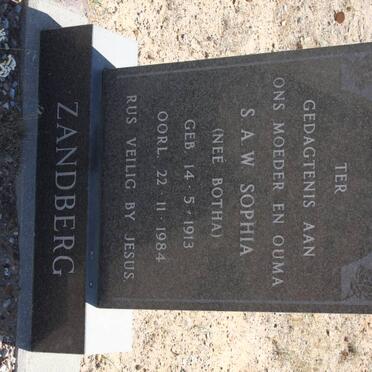 TER
GEDAGTENIS AAN
ONS MOEDER EN OUMA
S.A.W. SOPHIA
(NEÉ BOTHA)
GEB. 14 · 5 · 1913
OORL. 22 · 11 · 1984
RUS VEILIG BY JESUS
ZANDBERG